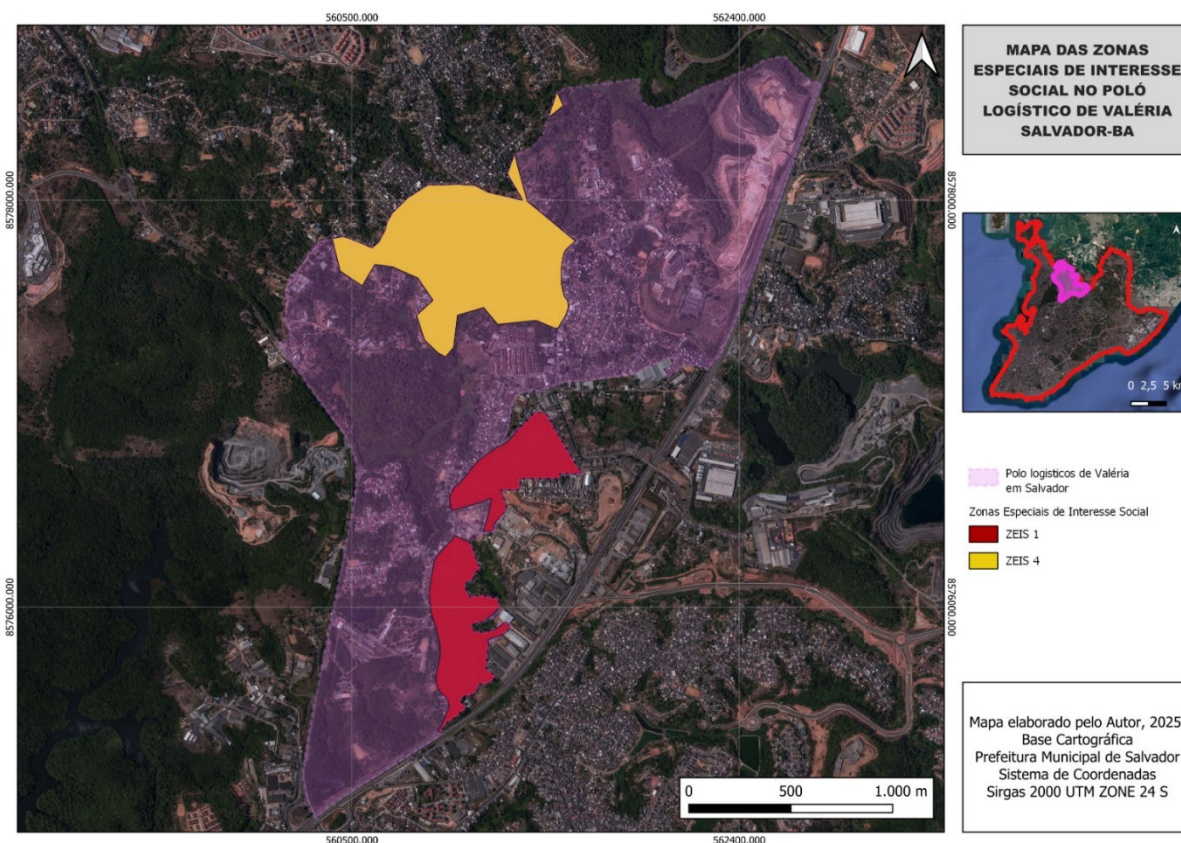 560500.000
562400.000
8578000.000
8578000.000
8576000.000
8576000.000
0 500 1.000 m
560500.000
562400.000
MAPA DAS ZONAS
ESPECIAIS DE INTERESSE
SOCIAL NO POLÓ
LOGÍSTICO DE VALÉRIA
SALVADOR-BA
0 2,5 5 km
Polo logisticos de Valéria
em Salvador
Zonas Especiais de Interesse Social
ZEIS 1
ZEIS 4
Mapa elaborado pelo Autor, 2025
Base Cartográfica
Prefeitura Municipal de Salvador
Sistema de Coordenadas
Sirgas 2000 UTM ZONE 24 S